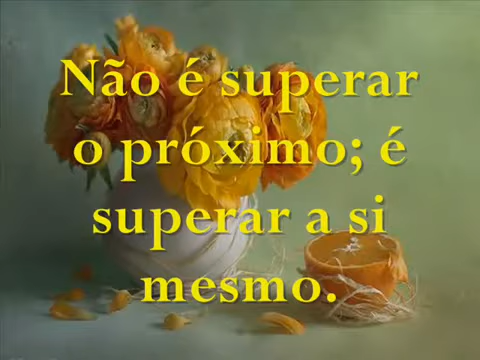 Não é superar
o próximo; é
superar a si
mesmo.